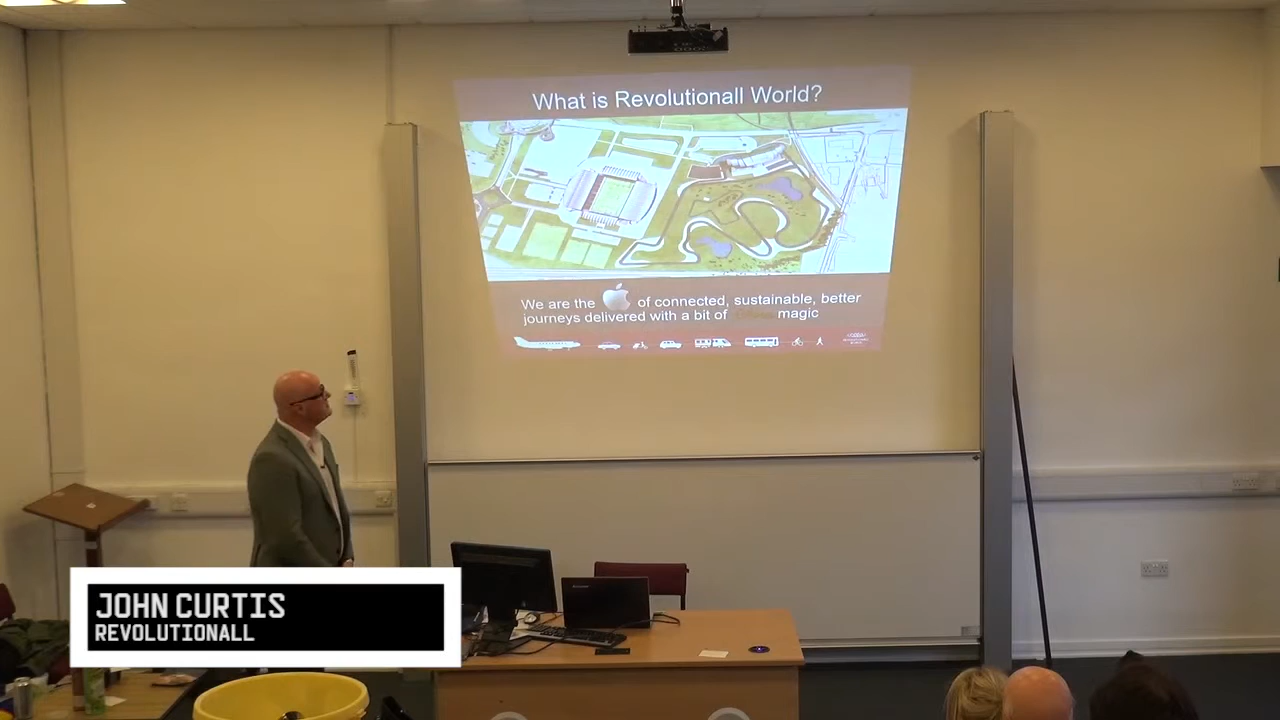 What is Revolutionall World?
We are the of connected, sustainable, better
journeys delivered with a bit of magic
JOHN CURTIS
REVOLUTIONALL